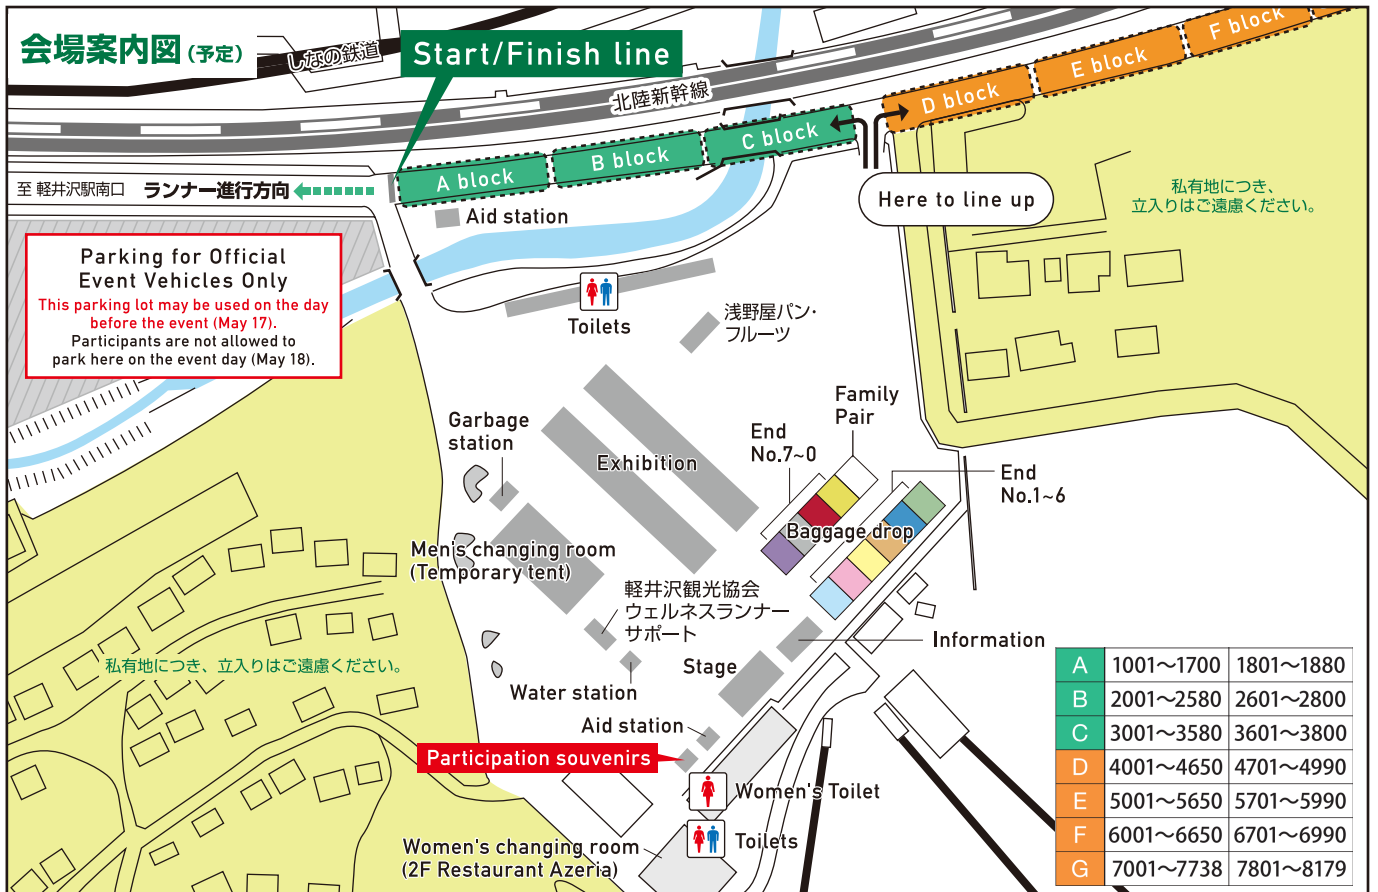 会場案内図(予定)
しなの鉄道
Start/Finish line
北陸新幹線
F block
E block
D block
C block
B block
A block
至 軽井沢駅南口 ランナー進行方向
Aid station
Here to line up
私有地につき、
立入りはご遠慮ください。
Parking for Official
Event Vehicles Only
This parking lot may be used on the day
before the event (May 17).
Participants are not allowed to
park here on the event day (May 18).
Toilets
浅野屋パン・
フルーツ
Garbage
station
Exhibition
Family
Pair
End
No.7~0
End
No.1~6
Baggage drop
Men's changing room
(Temporary tent)
軽井沢観光協会
ウェルネスランナー
サポート
Information
Stage
私有地につき、立入りはご遠慮ください。
Water station
Aid station
Participation souvenirs
Women's Toilet
Toilets
Women's changing room
(2F Restaurant Azeria)
A 1001～1700 1801～1880
B 2001～2580 2601～2800
C 3001～3580 3601～3800
D 4001～4650 4701～4990
E 5001～5650 5701～5990
F 6001～6650 6701～6990
G 7001～7738 7801～8179